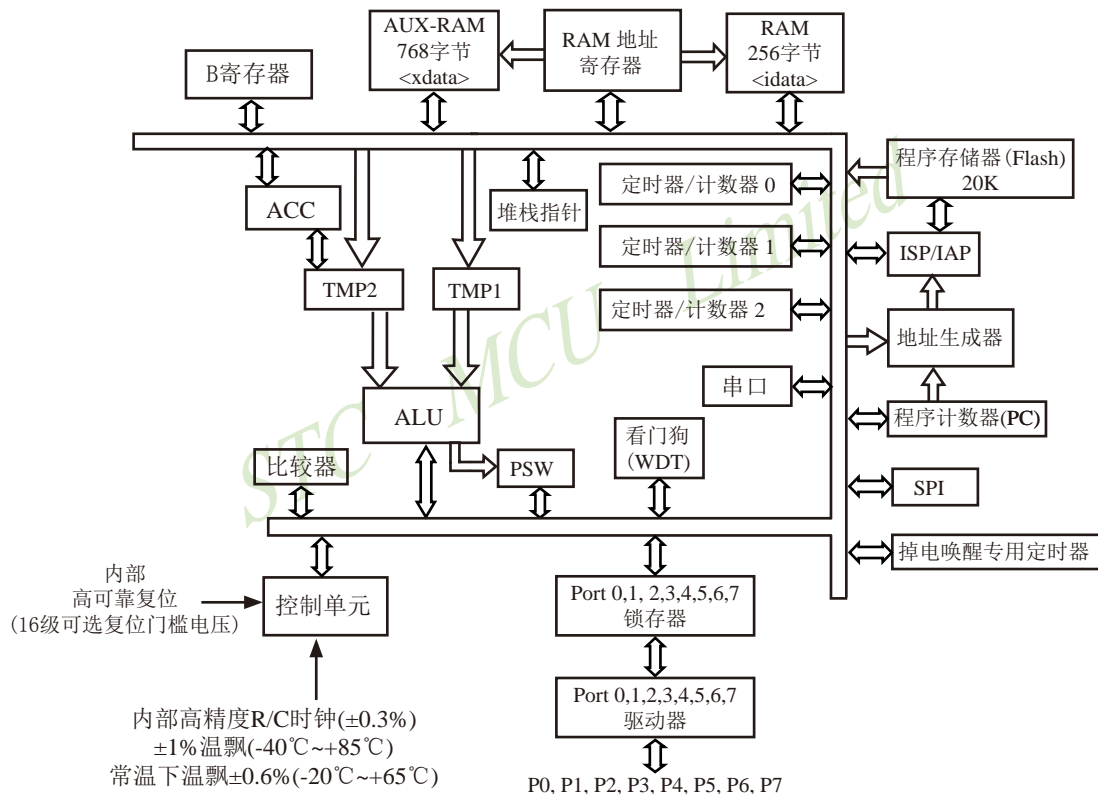 AUX-RAM
768字节
<xdata>
RAM 地址
寄存器
RAM
256字节
<idata>
B寄存器
程序存储器(Flash)
20K
定时器/计数器 0
ACC
堆栈指针
定时器/计数器 1
ISP/IAP
TMP2
TMP1
定时器/计数器 2
地址生成器
串口
ALU
程序计数器(PC)
看门狗
(WDT)
比较器
PSW
SPI
掉电唤醒专用定时器
内部
高可靠复位
(16级可选复位门槛电压)
控制单元
Port 0,1, 2,3,4,5,6,7
锁存器
Port 0,1,2,3,4,5,6,7
驱动器
内部高精度R/C时钟(±0.3%)
±1%温飘(-40℃~+85℃)
常温下温飘±0.6%(-20℃~+65℃)
P0, P1, P2, P3, P4, P5, P6, P7
STC MCU Limited